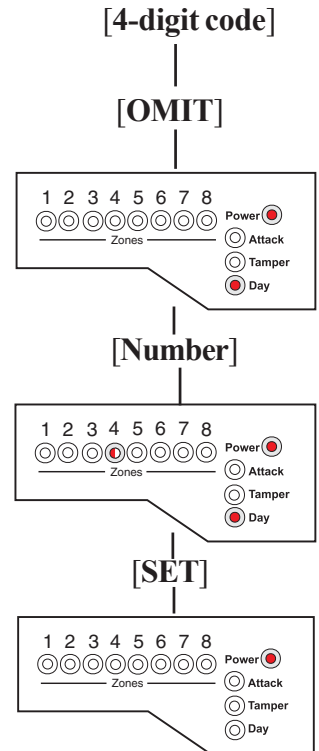 [4-digit code]
[OMIT]
1 2 3 4 5 6 7 8
Power
Attack
Zones
Tamper
Day
[Number]
1 2 3 4 5 6 7 8
Power
Attack
Zones
Tamper
Day
[SET]
1 2 3 4 5 6 7 8
Power
Attack
Zones
Tamper
Day